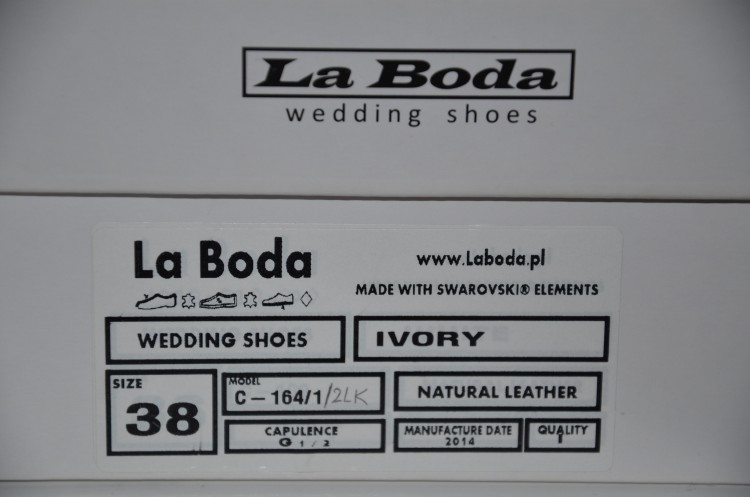 La Boda
wedding shoes
La Boda
www.Laboda.pl
MADE WITH SWAROVSKI® ELEMENTS
WEDDING SHOES
IVORY
SIZE
38
MODEL
C-164/1/2LK
NATURAL LEATHER
CAPULENCE
G 1/2
MANUFACTURE DATE
2014
QUALITY
I